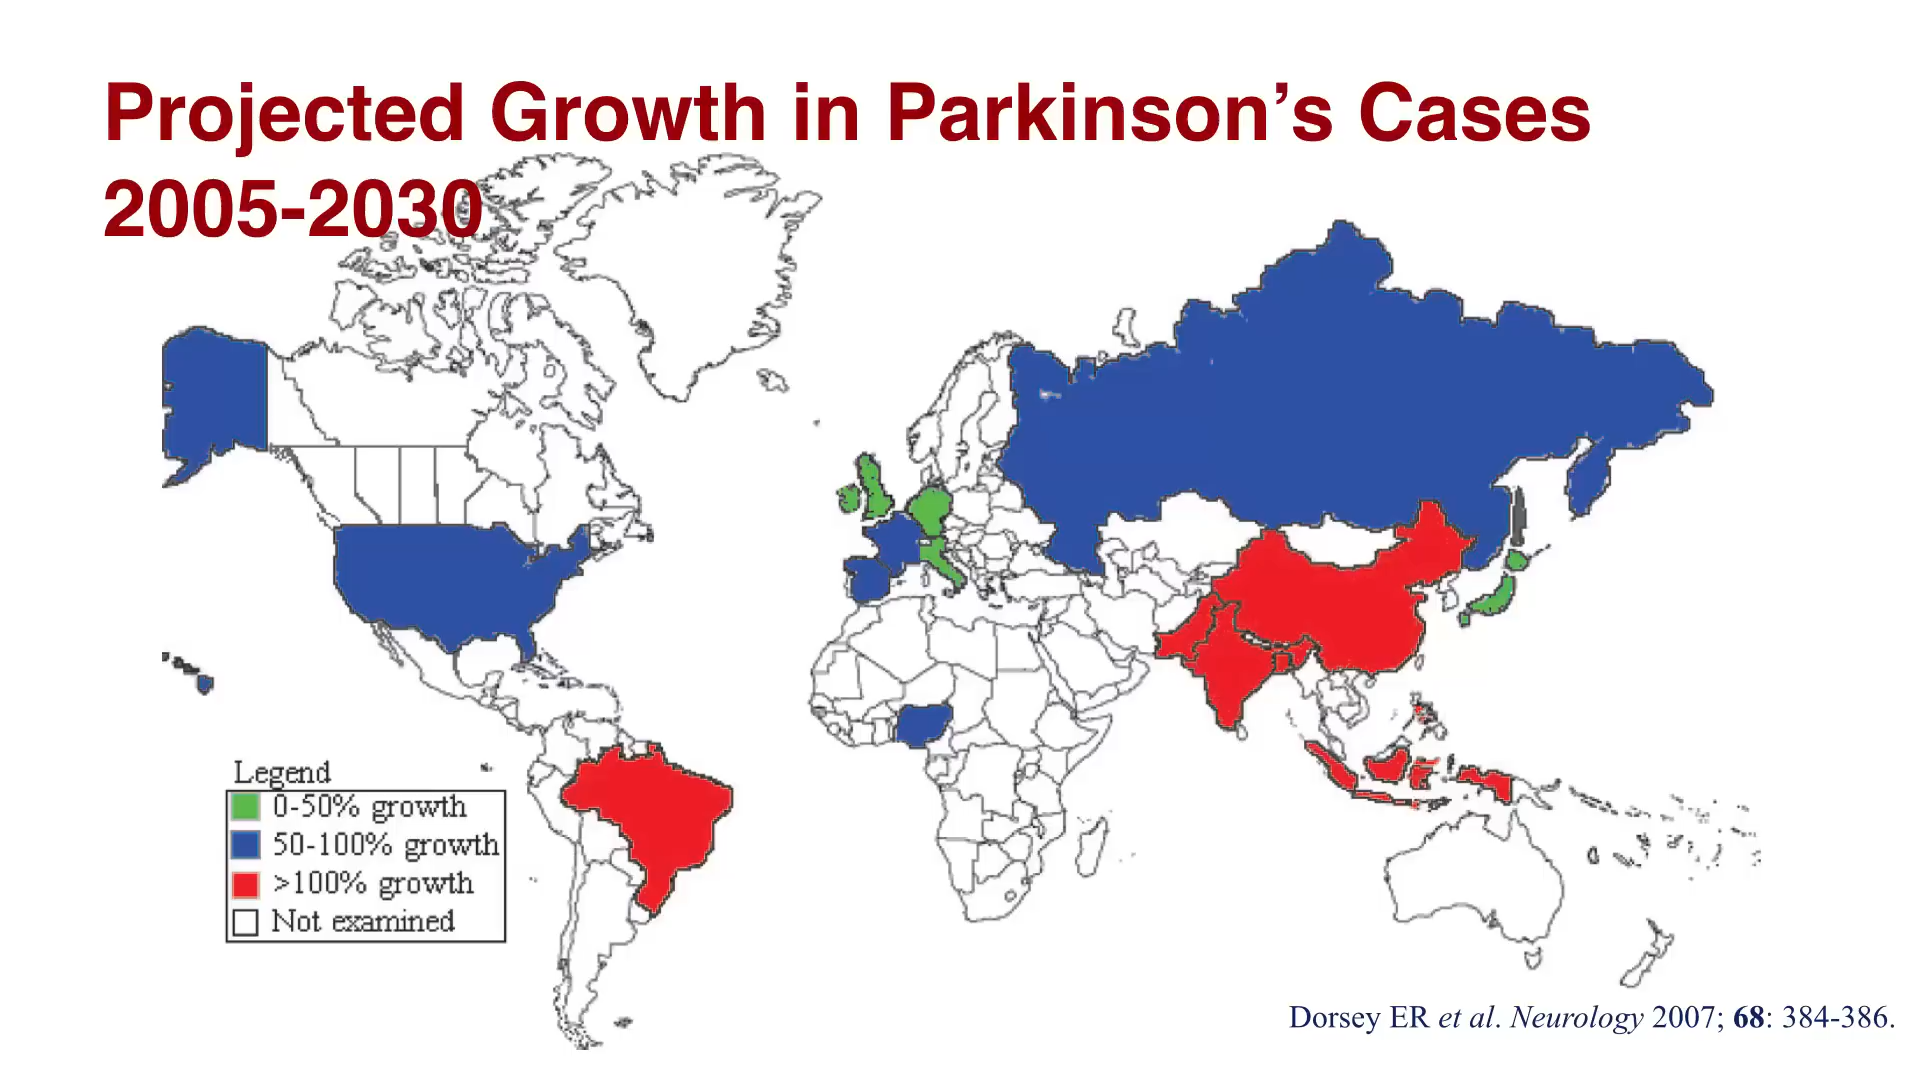 Projected Growth in Parkinson’s Cases
2005-2030
Legend
0-50% growth
50-100% growth
>100% growth
Not examined
Dorsey ER et al. Neurology 2007; 68: 384-386.